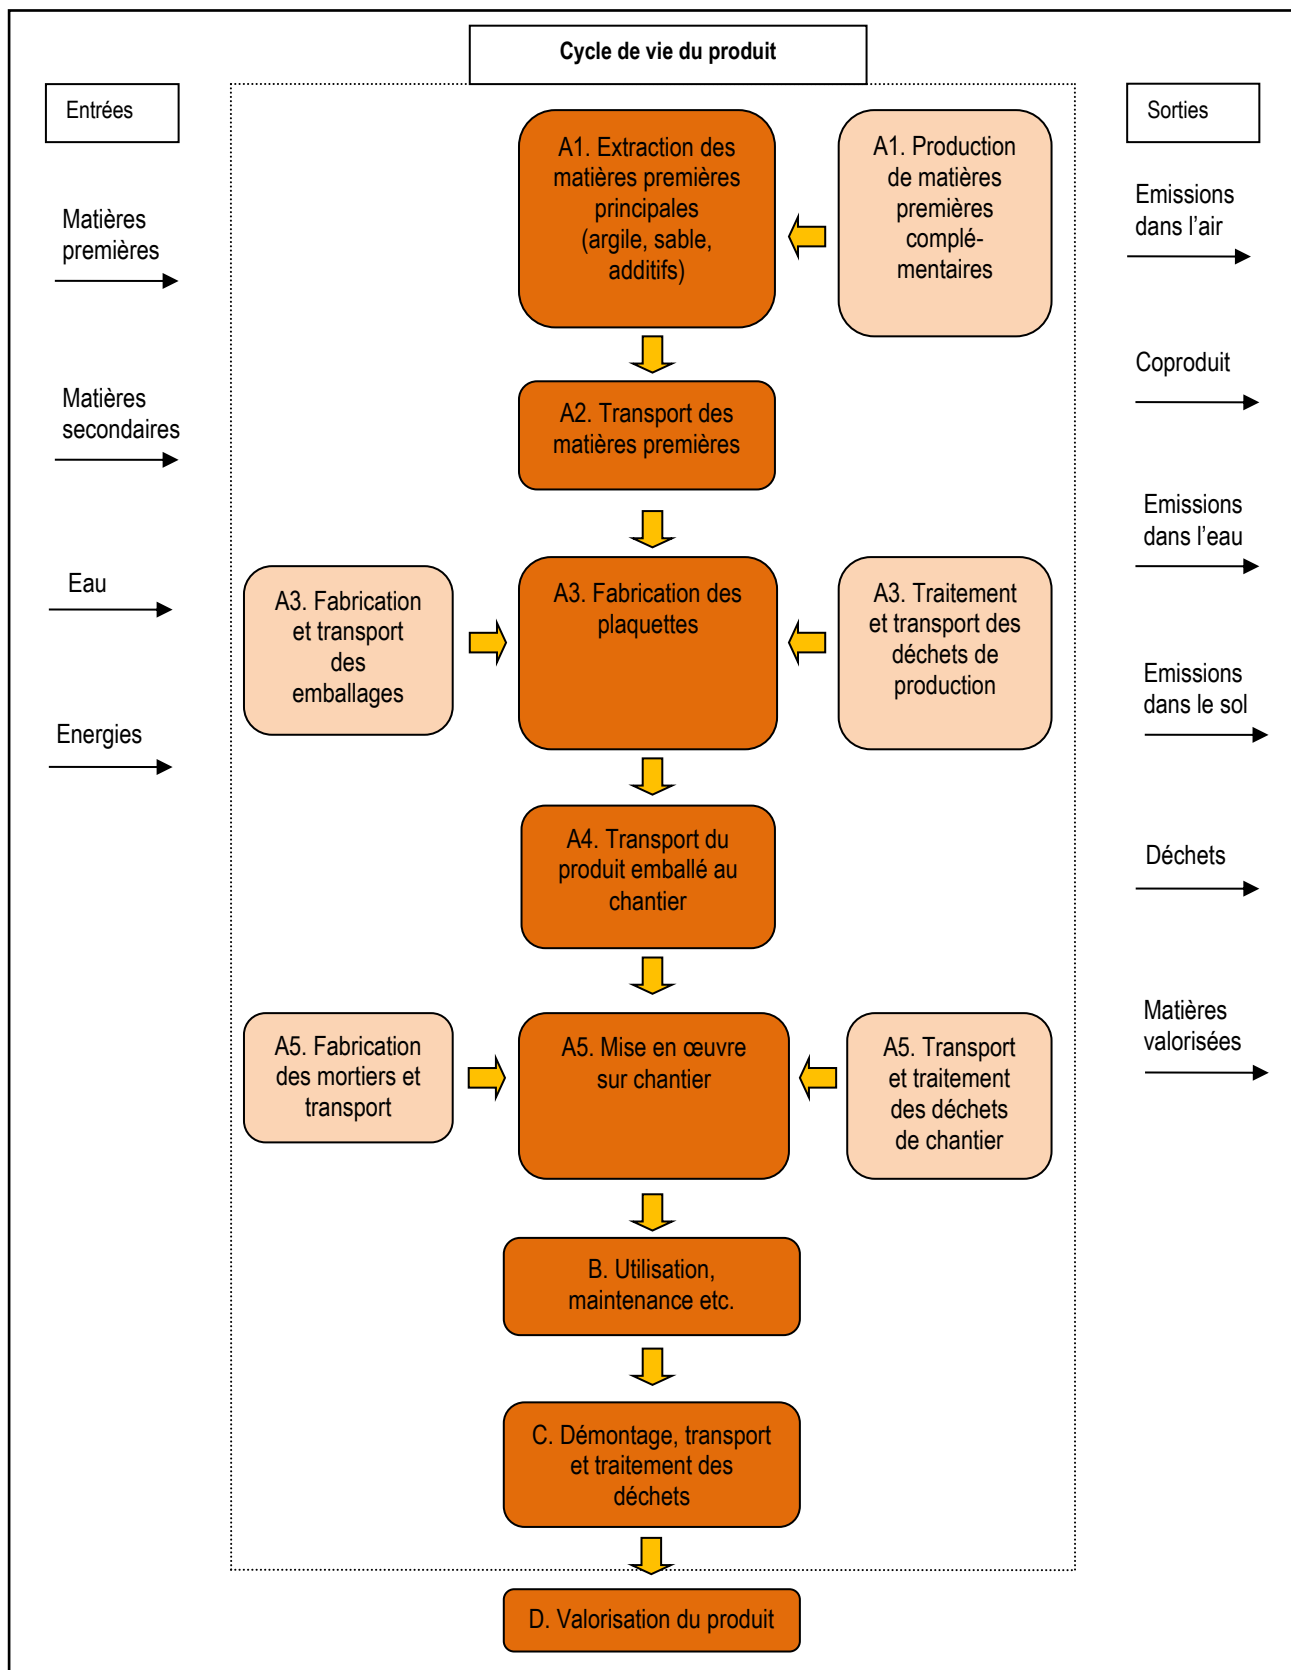 Cycle de vie du produit
Entrées
Matières
premières
Matières
secondaires
Eau
Energies
A1. Extraction des
matières premières
principales
(argile, sable,
additifs)
A1. Production
de matières
premières
complé-
mentaires
A2. Transport des
matières premières
A3. Fabrication
et transport
des
emballages
A3. Fabrication des
plaquettes
A3. Traitement
et transport des
déchets de
production
A4. Transport du
produit emballé au
chantier
A5. Fabrication
des mortiers et
transport
A5. Mise en œuvre
sur chantier
A5. Transport
et traitement
des déchets
de chantier
B. Utilisation,
maintenance etc.
C. Démontage, transport
et traitement des
déchets
D. Valorisation du produit
Sorties
Emissions
dans l’air
Coproduit
Emissions
dans l’eau
Emissions
dans le sol
Déchets
Matières
valorisées